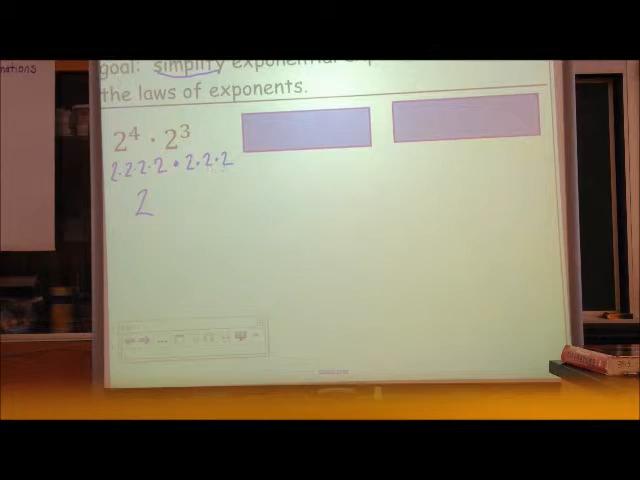 goal: simplify exponential
the laws of exponents.
2⁴ · 2³
2·2·2·2 · 2·2·2
2